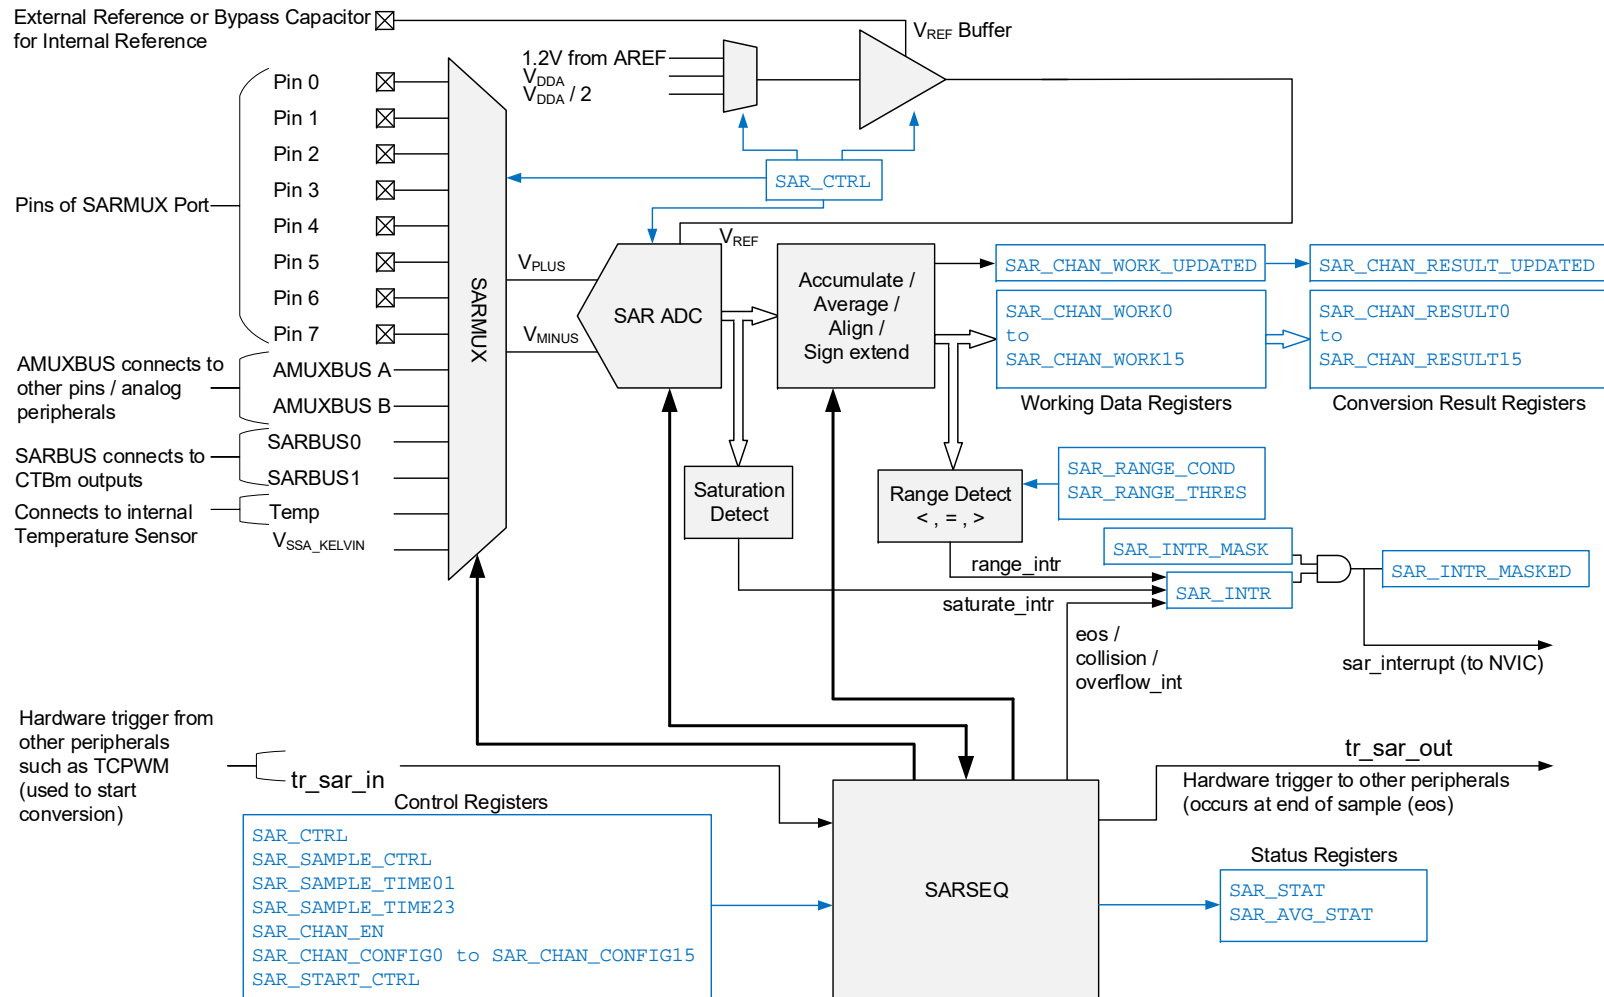 External Reference or Bypass Capacitor
for Internal Reference
VREF Buffer
1.2V from AREF
VDDA
VDDA / 2
SAR_CTRL
Pins of SARMUX Port
Pin 0
Pin 1
Pin 2
Pin 3
Pin 4
Pin 5
Pin 6
Pin 7
AMUXBUS connects to
other pins / analog
peripherals
AMUXBUS A
AMUXBUS B
SARBUS connects to
CTBm outputs
SARBUS0
SARBUS1
Connects to internal
Temperature Sensor
Temp
VSSA_KELVIN
SARMUX
VPLUS
VMINUS
VREF
SAR ADC
Accumulate /
Average /
Align /
Sign extend
SAR_CHAN_WORK_UPDATED
SAR_CHAN_RESULT_UPDATED
SAR_CHAN_WORK0
to
SAR_CHAN_WORK15
Working Data Registers
SAR_CHAN_RESULT0
to
SAR_CHAN_RESULT15
Conversion Result Registers
Saturation
Detect
Range Detect
< , = , >
SAR_RANGE_COND
SAR_RANGE_THRES
SAR_INTR_MASK
SAR_INTR
SAR_INTR_MASKED
range_intr
saturate_intr
eos /
collision /
overflow_int
sar_interrupt (to NVIC)
Hardware trigger from
other peripherals
such as TCPWM
(used to start
conversion)
tr_sar_in
Control Registers
SAR_CTRL
SAR_SAMPLE_CTRL
SAR_SAMPLE_TIME01
SAR_SAMPLE_TIME23
SAR_CHAN_EN
SAR_CHAN_CONFIG0 to SAR_CHAN_CONFIG15
SAR_START_CTRL
SARSEQ
tr_sar_out
Hardware trigger to other peripherals
(occurs at end of sample (eos)
Status Registers
SAR_STAT
SAR_AVG_STAT